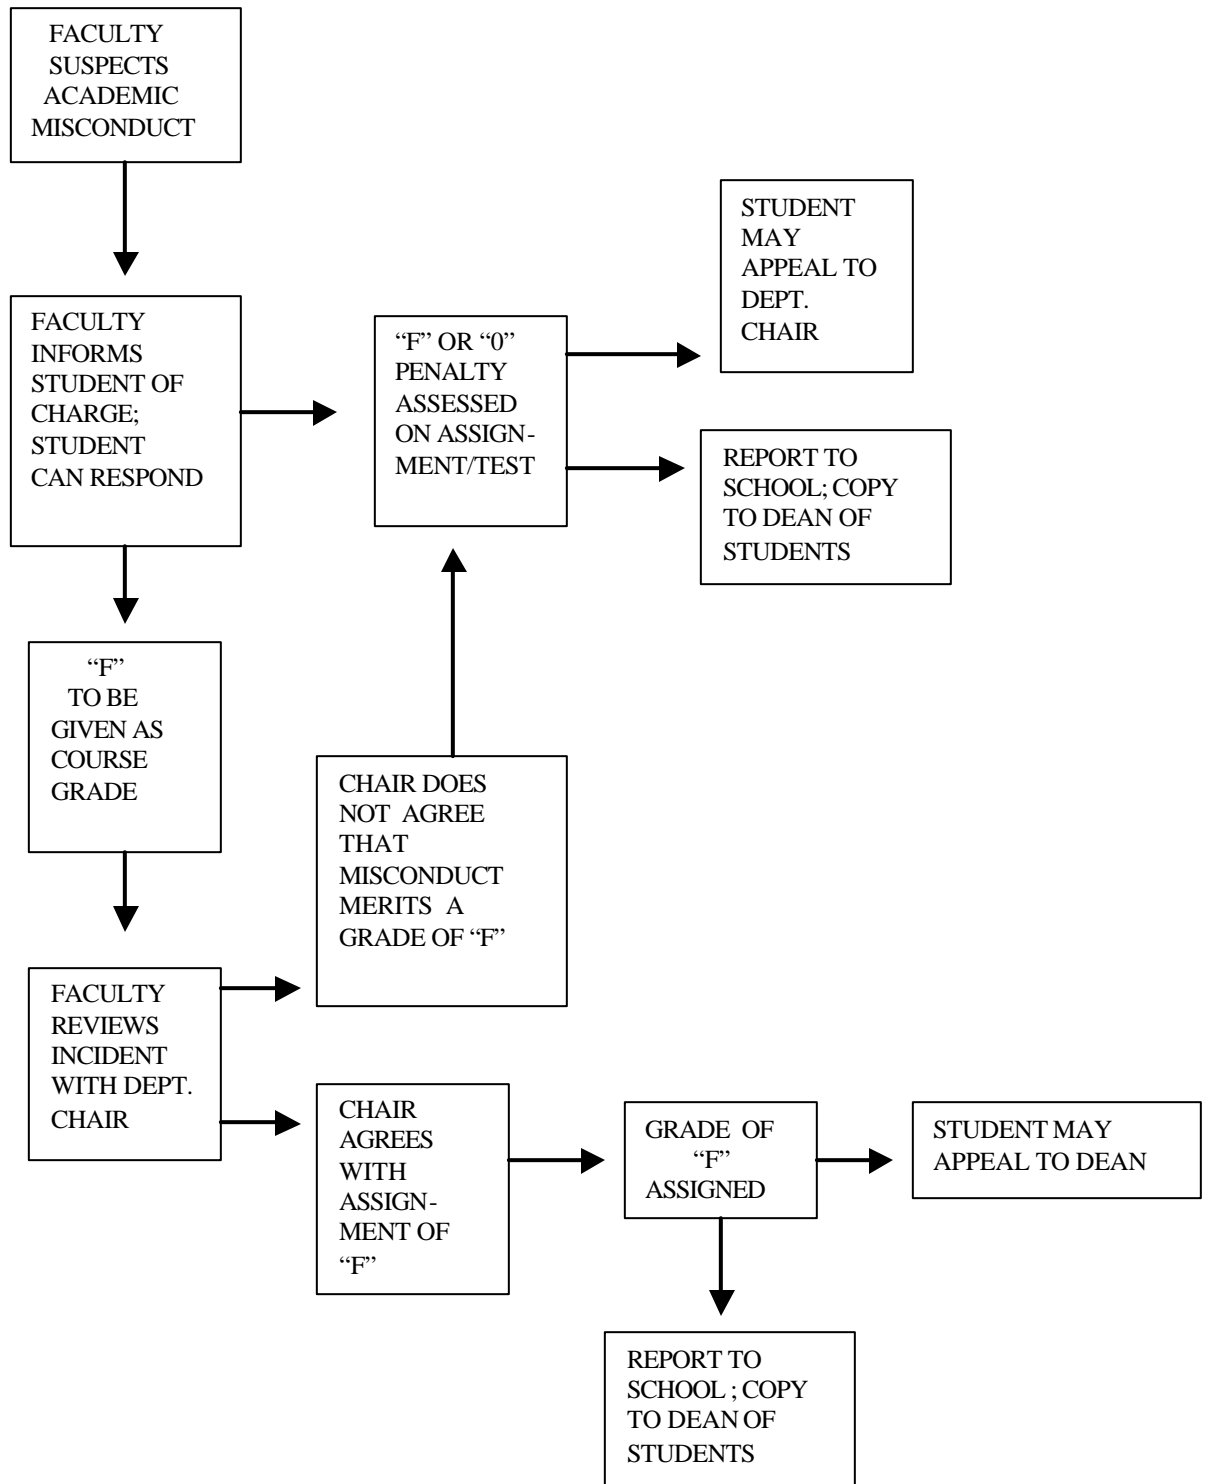 FACULTY
SUSPECTS
ACADEMIC
MISCONDUCT
STUDENT
MAY
APPEAL TO
DEPT.
CHAIR
FACULTY
INFORMS
STUDENT OF
CHARGE;
STUDENT
CAN RESPOND
“F” OR “0”
PENALTY
ASSESSED
ON ASSIGN-
MENT/TEST
REPORT TO
SCHOOL; COPY
TO DEAN OF
STUDENTS
“F”
TO BE
GIVEN AS
COURSE
GRADE
CHAIR DOES
NOT AGREE
THAT
MISCONDUCT
MERITS A
GRADE OF “F”
FACULTY
REVIEWS
INCIDENT
WITH DEPT.
CHAIR
CHAIR
AGREES
WITH
ASSIGN-
MENT OF
“F”
GRADE OF
“F”
ASSIGNED
STUDENT MAY
APPEAL TO DEAN
REPORT TO
SCHOOL ; COPY
TO DEAN OF
STUDENTS